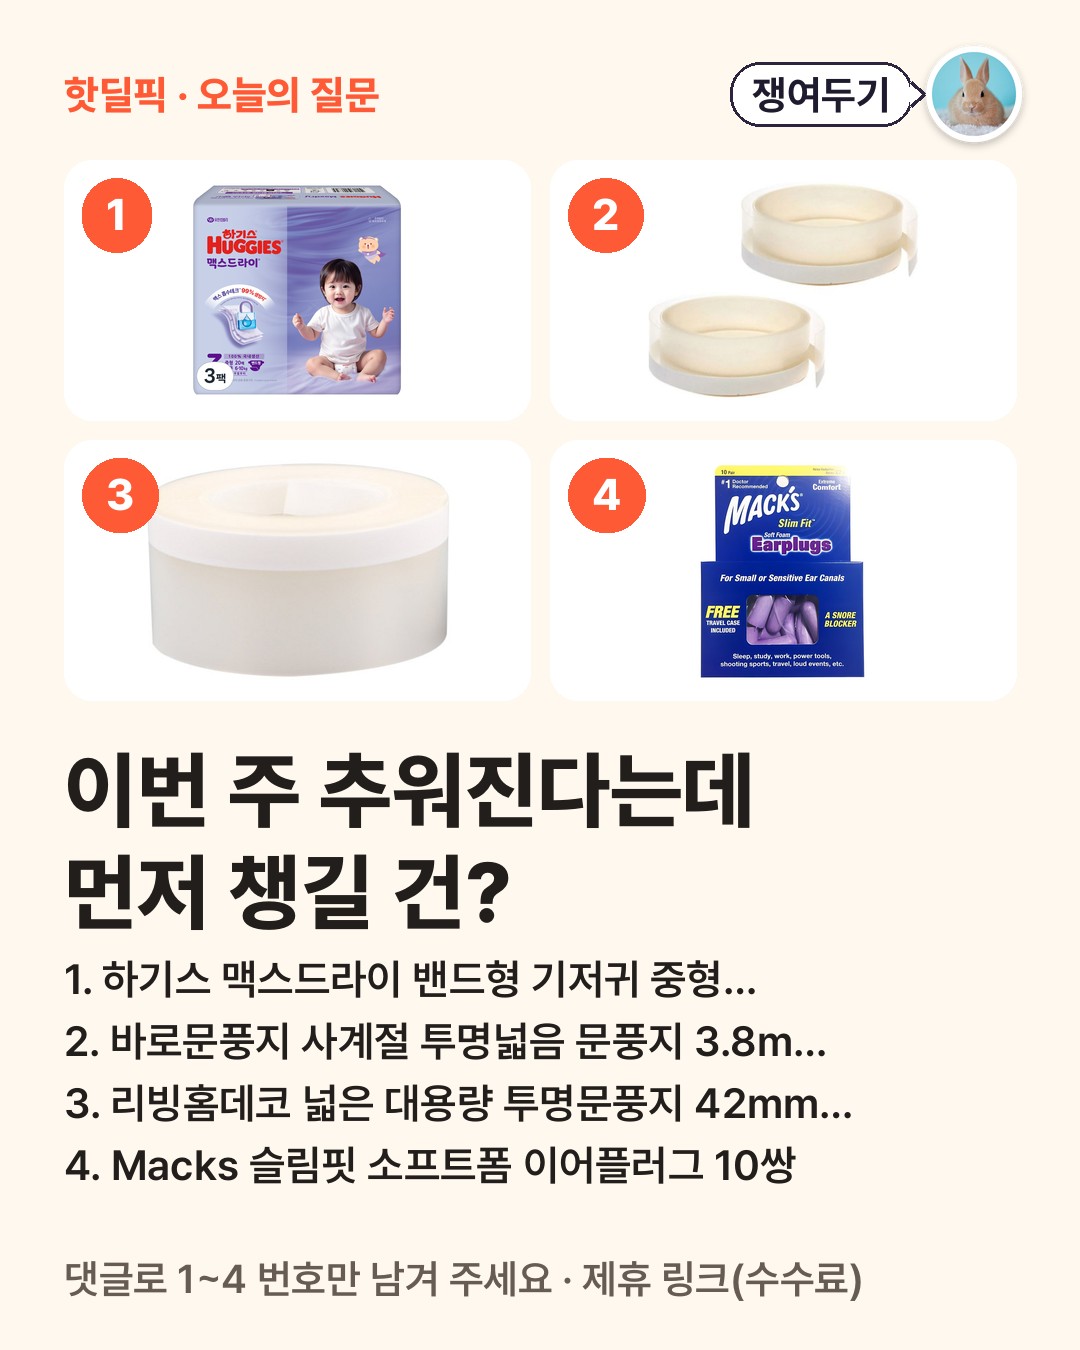 핫딜픽 · 오늘의 질문
쟁여두기
1
하기스
HUGGIES
맥스드라이
3팩
2
3
4
10 Pair
#1 Doctor Recommended
Extreme Comfort
MACK'S
Slim Fit™
Soft Foam
Earplugs
For Small or Sensitive Ear Canals
FREE
TRAVEL CASE
INCLUDED
A SNORE
BLOCKER
Sleep, study, work, power tools,
shooting sports, travel, loud events, etc.
이번 주 추워진다는데
먼저 챙길 건?
1. 하기스 맥스드라이 밴드형 기저귀 중형...
2. 바로문풍지 사계절 투명넓음 문풍지 3.8m...
3. 리빙홈데코 넓은 대용량 투명문풍지 42mm...
4. Macks 슬림핏 소프트폼 이어플러그 10쌍
댓글로 1~4 번호만 남겨 주세요 · 제휴 링크(수수료)